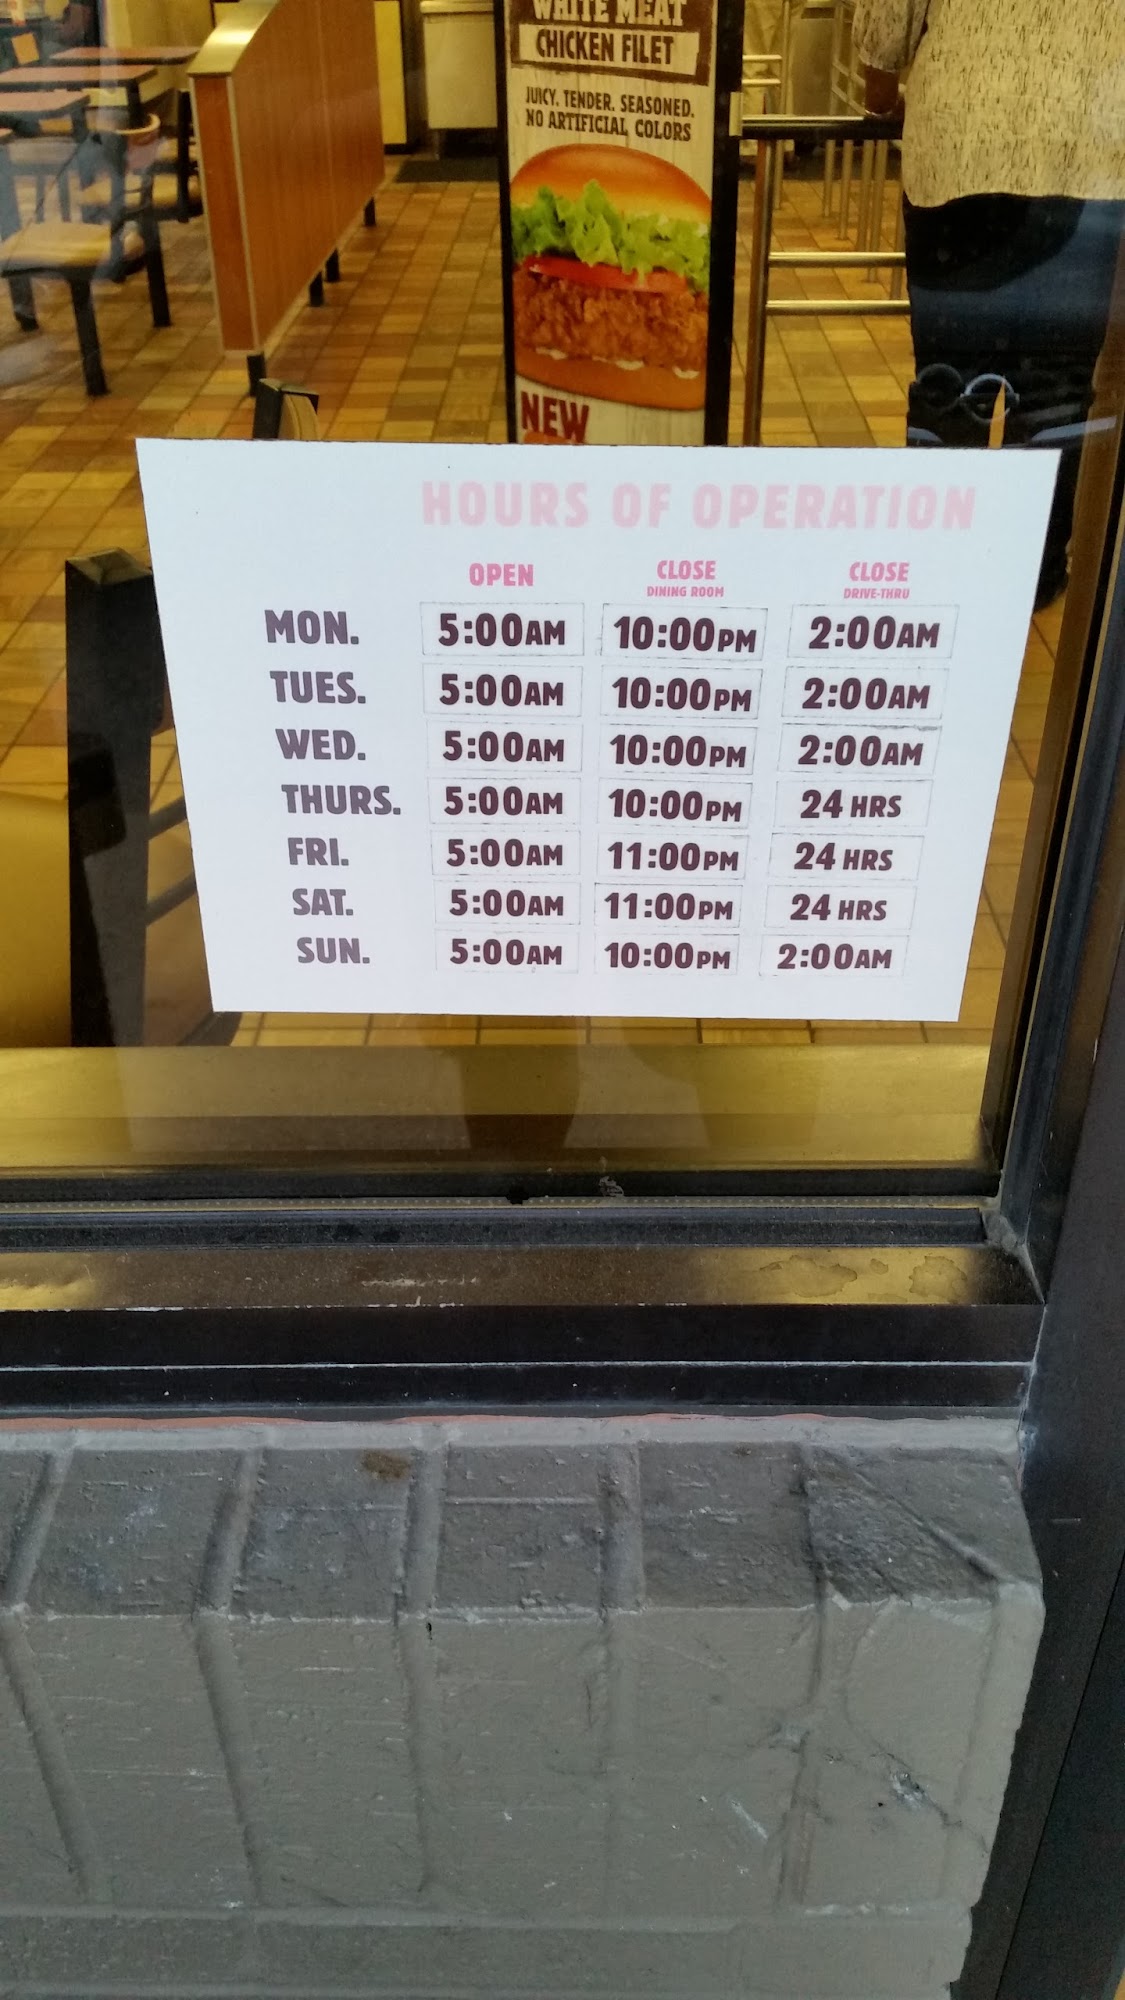 WHITE MEAT
CHICKEN FILET
JUICY. TENDER. SEASONED.
NO ARTIFICIAL COLORS
NEW
HOURS OF OPERATION
OPEN CLOSE CLOSE
DINING ROOM DRIVE-THRU
MON. 5:00AM 10:00PM 2:00AM
TUES. 5:00AM 10:00PM 2:00AM
WED. 5:00AM 10:00PM 2:00AM
THURS. 5:00AM 10:00PM 24 HRS
FRI. 5:00AM 11:00PM 24 HRS
SAT. 5:00AM 11:00PM 24 HRS
SUN. 5:00AM 10:00PM 2:00AM